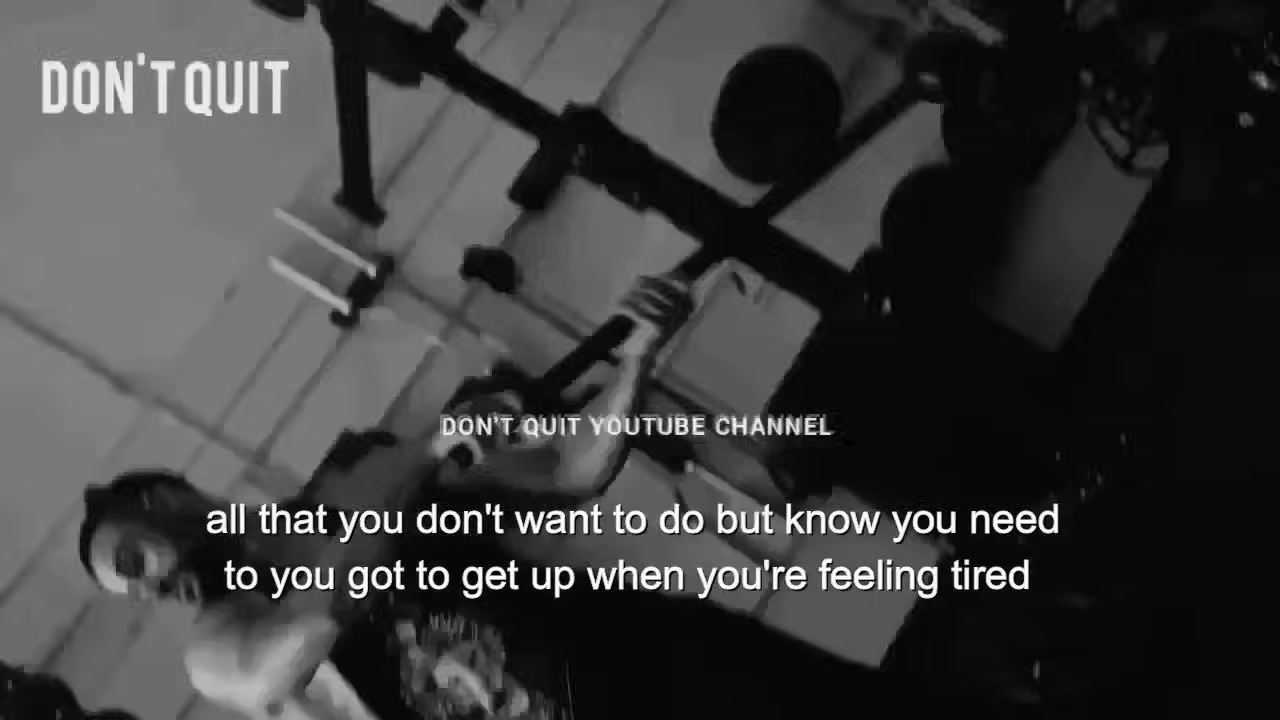 DON'T QUIT
DON'T QUIT YOUTUBE CHANNEL
all that you don't want to do but know you need
to you got to get up when you're feeling tired